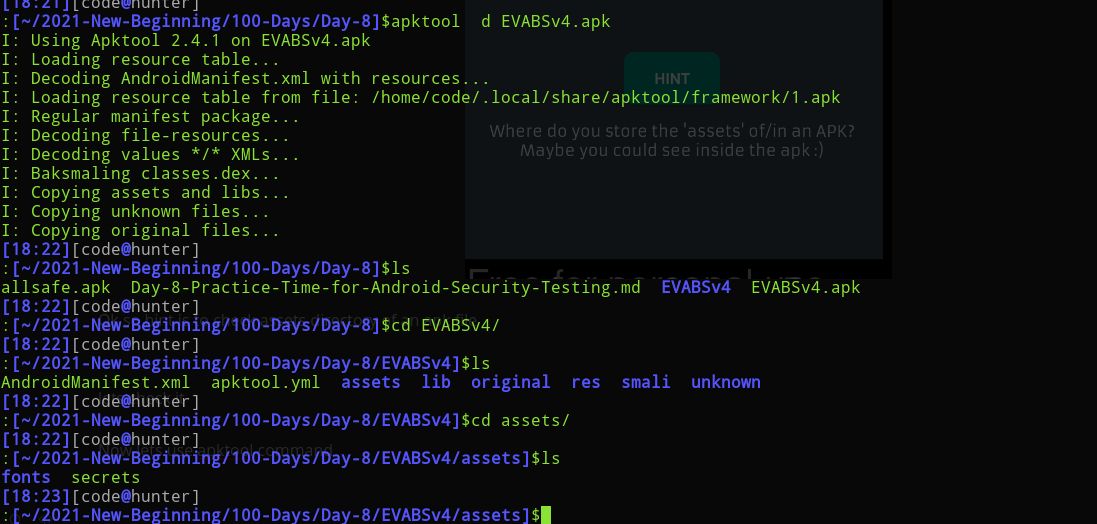 [18:21][code@hunter]
:[~/2021-New-Beginning/100-Days/Day-8]$apktool  d EVABSv4.apk
I: Using Apktool 2.4.1 on EVABSv4.apk
I: Loading resource table...
I: Decoding AndroidManifest.xml with resources...
HINT
I: Loading resource table from file: /home/code/.local/share/apktool/framework/1.apk
I: Regular manifest package...
I: Decoding file-resources...
Where do you store the 'assets' of/in an APK?
I: Decoding values */* XMLs...
Maybe you could see inside the apk :)
I: Baksmaling classes.dex...
I: Copying assets and libs...
I: Copying unknown files...
I: Copying original files...
[18:22][code@hunter]
:[~/2021-New-Beginning/100-Days/Day-8]$ls
allsafe.apk  Day-8-Practice-Time-for-Android-Security-Testing.md  EVABSv4  EVABSv4.apk
[18:22][code@hunter]
:[~/2021-New-Beginning/100-Days/Day-8]$cd EVABSv4/
[18:22][code@hunter]
:[~/2021-New-Beginning/100-Days/Day-8/EVABSv4]$ls
AndroidManifest.xml  apktool.yml  assets  lib  original  res  smali  unknown
[18:22][code@hunter]
:[~/2021-New-Beginning/100-Days/Day-8/EVABSv4]$cd assets/
[18:22][code@hunter]
Now lets use apktool command
:[~/2021-New-Beginning/100-Days/Day-8/EVABSv4/assets]$ls
fonts  secrets
[18:23][code@hunter]
:[~/2021-New-Beginning/100-Days/Day-8/EVABSv4/assets]$